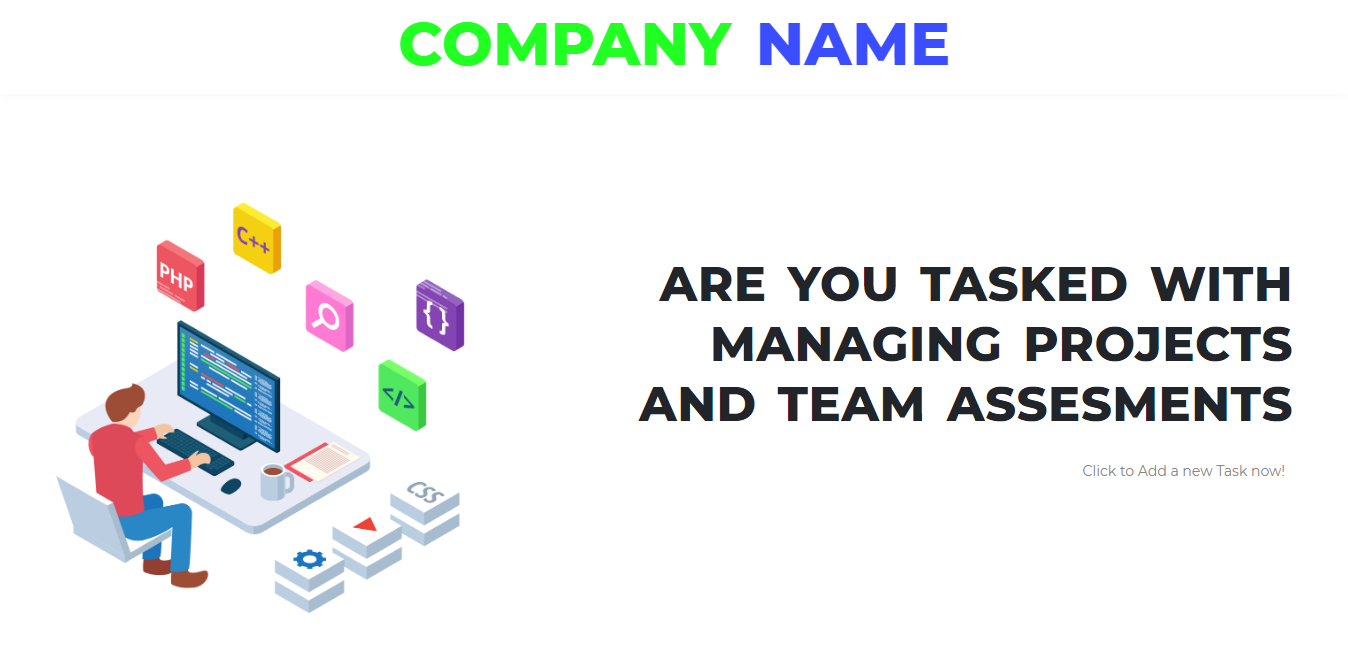 COMPANY NAME
C++
PHP
{}
</>
ARE YOU TASKED WITH
MANAGING PROJECTS
AND TEAM ASSESMENTS
Click to Add a new Task now!
CSS